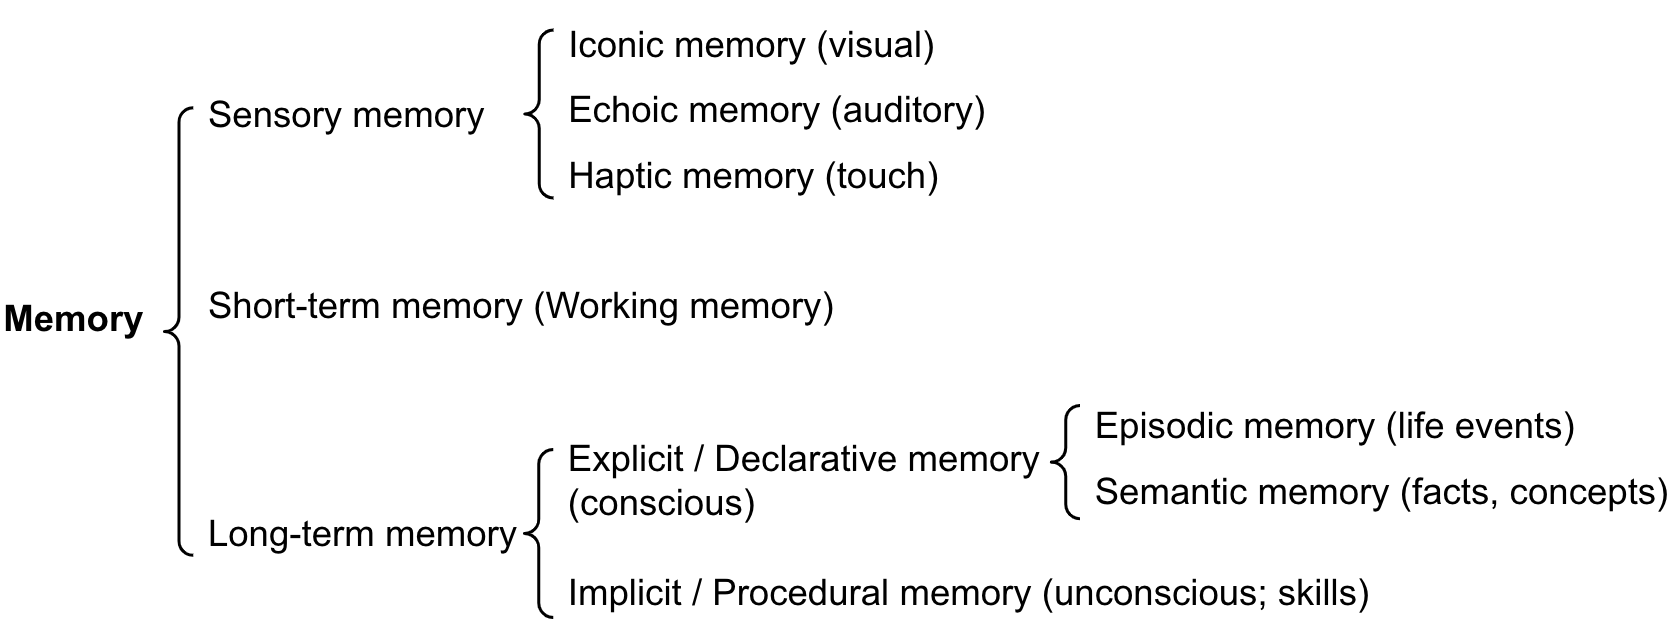 Memory
Sensory memory
Iconic memory (visual)
Echoic memory (auditory)
Haptic memory (touch)
Short-term memory (Working memory)
Long-term memory
Explicit / Declarative memory
(conscious)
Episodic memory (life events)
Semantic memory (facts, concepts)
Implicit / Procedural memory (unconscious; skills)